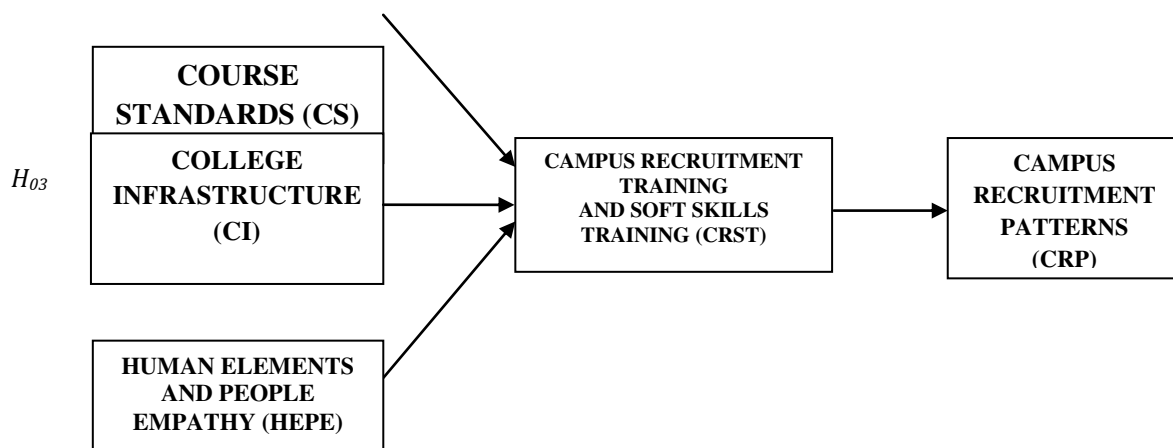 COURSE
STANDARDS (CS)
H03
COLLEGE
INFRASTRUCTURE
(CI)
CAMPUS RECRUITMENT
TRAINING
AND SOFT SKILLS
TRAINING (CRST)
CAMPUS
RECRUITMENT
PATTERNS
(CRP)
HUMAN ELEMENTS
AND PEOPLE
EMPATHY (HEPE)